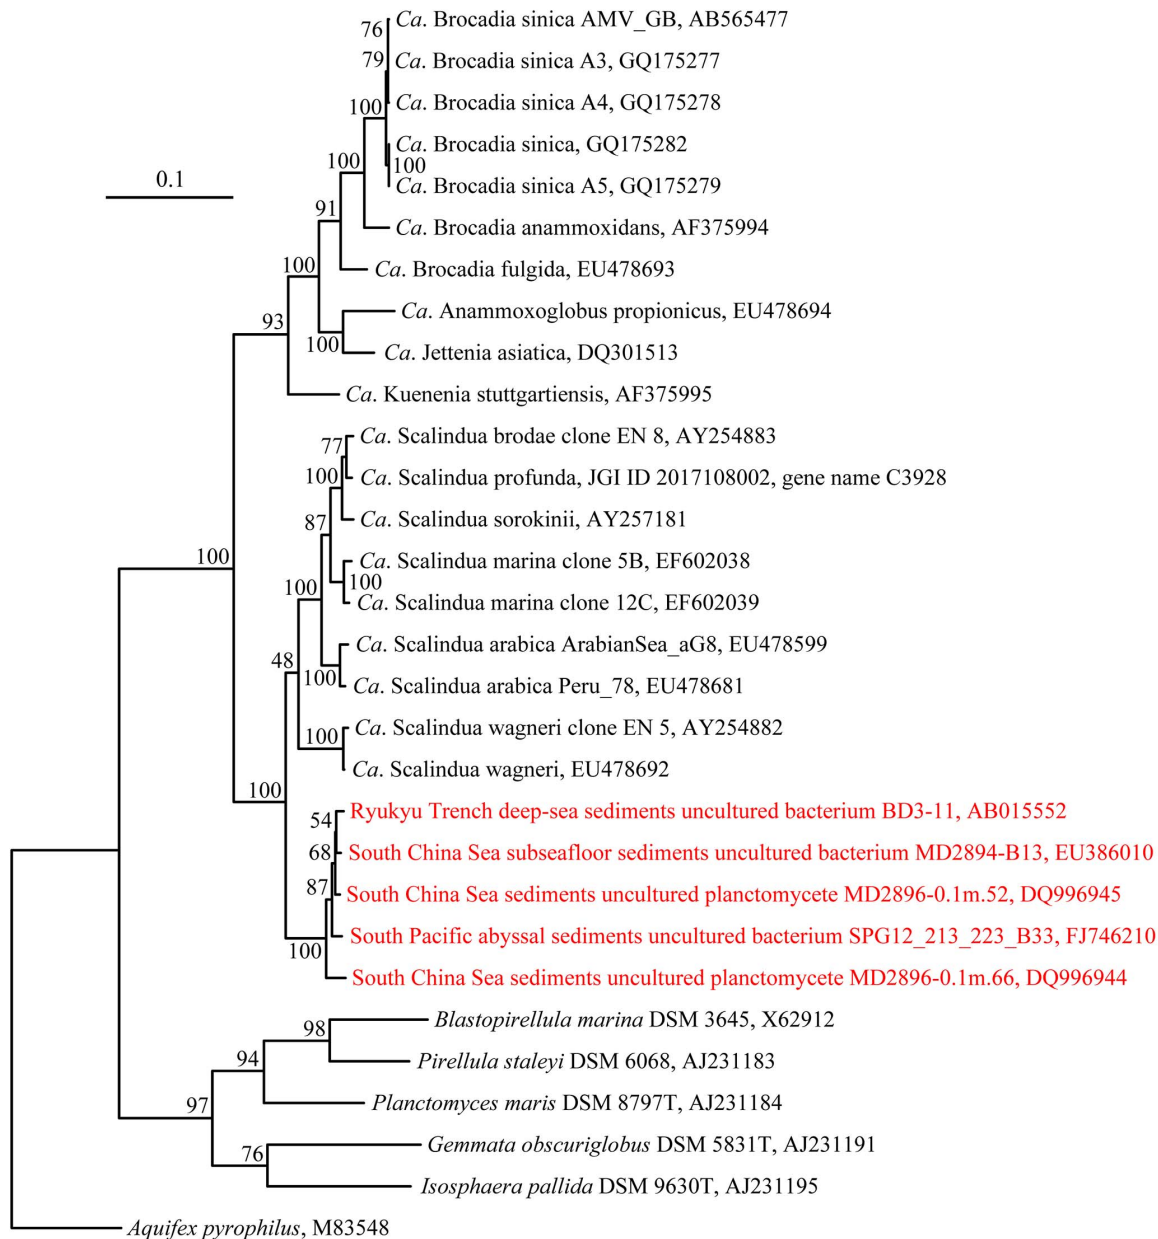 76
Ca. Brocadia sinica AMV_GB, AB565477
79
Ca. Brocadia sinica A3, GQ175277
100
Ca. Brocadia sinica A4, GQ175278
Ca. Brocadia sinica, GQ175282
100
100
0.1
Ca. Brocadia sinica A5, GQ175279
91
Ca. Brocadia anammoxidans, AF375994
100
Ca. Brocadia fulgida, EU478693
93
Ca. Anammoxoglobus propionicus, EU478694
100
Ca. Jettenia asiatica, DQ301513
Ca. Kuenenia stuttgartiensis, AF375995
77
Ca. Scalindua brodae clone EN 8, AY254883
100
Ca. Scalindua profunda, JGI ID 2017108002, gene name C3928
87
Ca. Scalindua sorokinii, AY257181
100
Ca. Scalindua marina clone 5B, EF602038
100
100
Ca. Scalindua marina clone 12C, EF602039
48
Ca. Scalindua arabica ArabianSea_aG8, EU478599
100
Ca. Scalindua arabica Peru_78, EU478681
100
Ca. Scalindua wagneri clone EN 5, AY254882
Ca. Scalindua wagneri, EU478692
100
54
Ryukyu Trench deep-sea sediments uncultured bacterium BD3-11, AB015552
68
South China Sea subseafloor sediments uncultured bacterium MD2894-B13, EU386010
87
South China Sea sediments uncultured planctomycete MD2896-0.1m.52, DQ996945
South Pacific abyssal sediments uncultured bacterium SPG12_213_223_B33, FJ746210
100
South China Sea sediments uncultured planctomycete MD2896-0.1m.66, DQ996944
98
Blastopirellula marina DSM 3645, X62912
94
Pirellula staleyi DSM 6068, AJ231183
97
Planctomyces maris DSM 8797T, AJ231184
76
Gemmata obscuriglobus DSM 5831T, AJ231191
Isosphaera pallida DSM 9630T, AJ231195
Aquifex pyrophilus, M83548